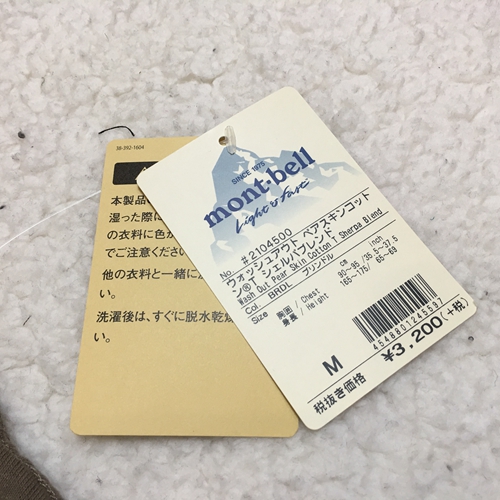 38-392-1604
本製品
湿った際に
の衣料に色が
でご注意くださ
他の衣料と一緒に
い。
洗濯後は、すぐに脱水乾燥
い。
SINCE 1975
mont-bell
Light & Fast
No. #2104500
ウォッシュアウト ペアスキンコット
ン®T シェルパブレンド
Wash Out Pear Skin Cotton T Sherpa Blend
Col. BRDL ブリンドル
Size cm inch
胸囲 / Chest 90~95 /35.5~37.5
身長 / Height 165~175/ 65~69
M
4548801245597
¥3,200(+税)
税抜き価格